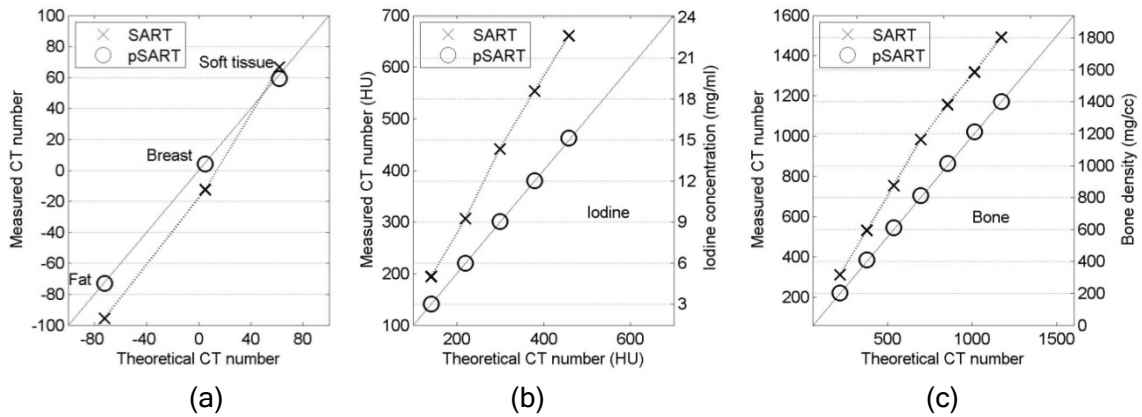 SART
pSART
Soft tissue
Breast
Fat
Measured CT number
100
80
60
40
20
0
-20
-40
-60
-80
-100
-80
-40
0
40
80
Theoretical CT number
(a)
SART
pSART
Iodine
Measured CT number (HU)
700
600
500
400
300
200
100
200
400
600
Theoretical CT number (HU)
24
21
18
15
12
9
6
3
Iodine concentration (mg/ml)
(b)
SART
pSART
Bone
Measured CT number
1600
1400
1200
1000
800
600
400
200
500
1000
1500
Theoretical CT number
1800
1600
1400
1200
1000
800
600
400
200
0
Bone density (mg/cc)
(c)